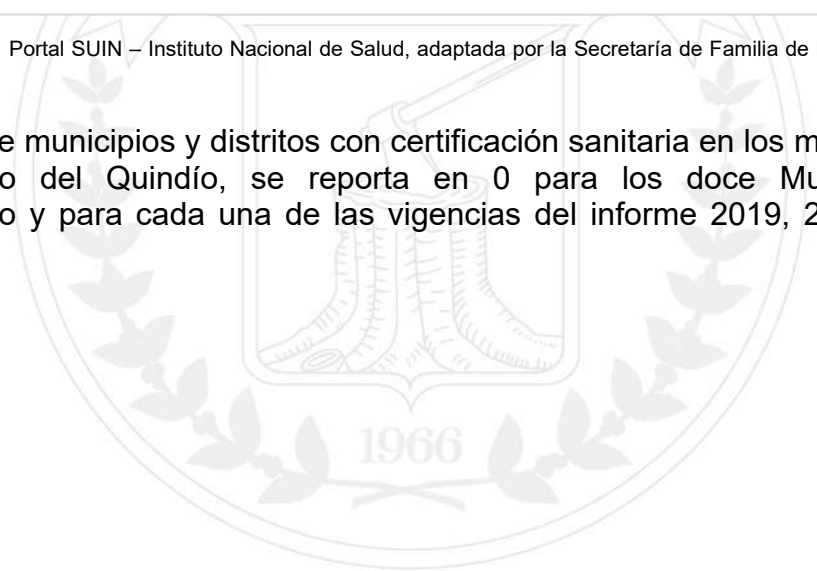 Portal SUIN – Instituto Nacional de Salud, adaptada por la Secretaría de Familia de
e municipios y distritos con certificación sanitaria en los m
o del Quindío, se reporta en 0 para los doce Mu
o y para cada una de las vigencias del informe 2019, 2
1966